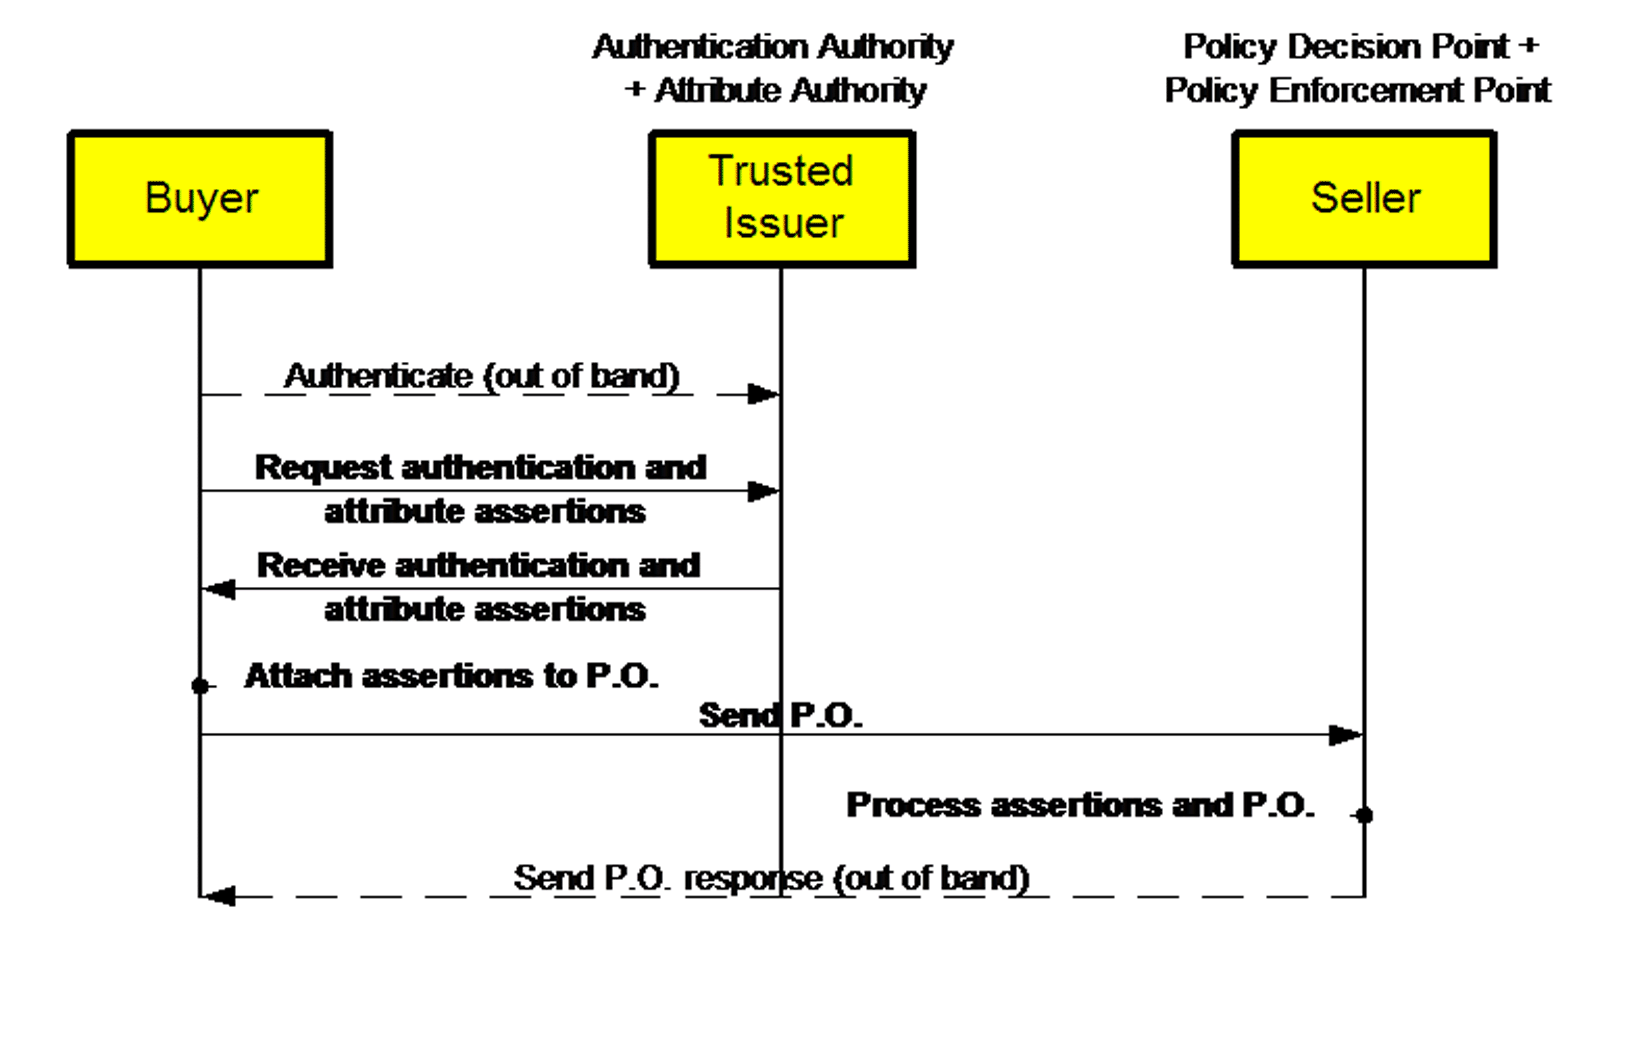 Authentication Authority
+ Attribute Authority
Policy Decision Point +
Policy Enforcement Point
Buyer
Trusted
Issuer
Seller
Authenticate (out of band)
Request authentication and
attribute assertions
Receive authentication and
attribute assertions
Attach assertions to P.O.
Send P.O.
Process assertions and P.O.
Send P.O. response (out of band)